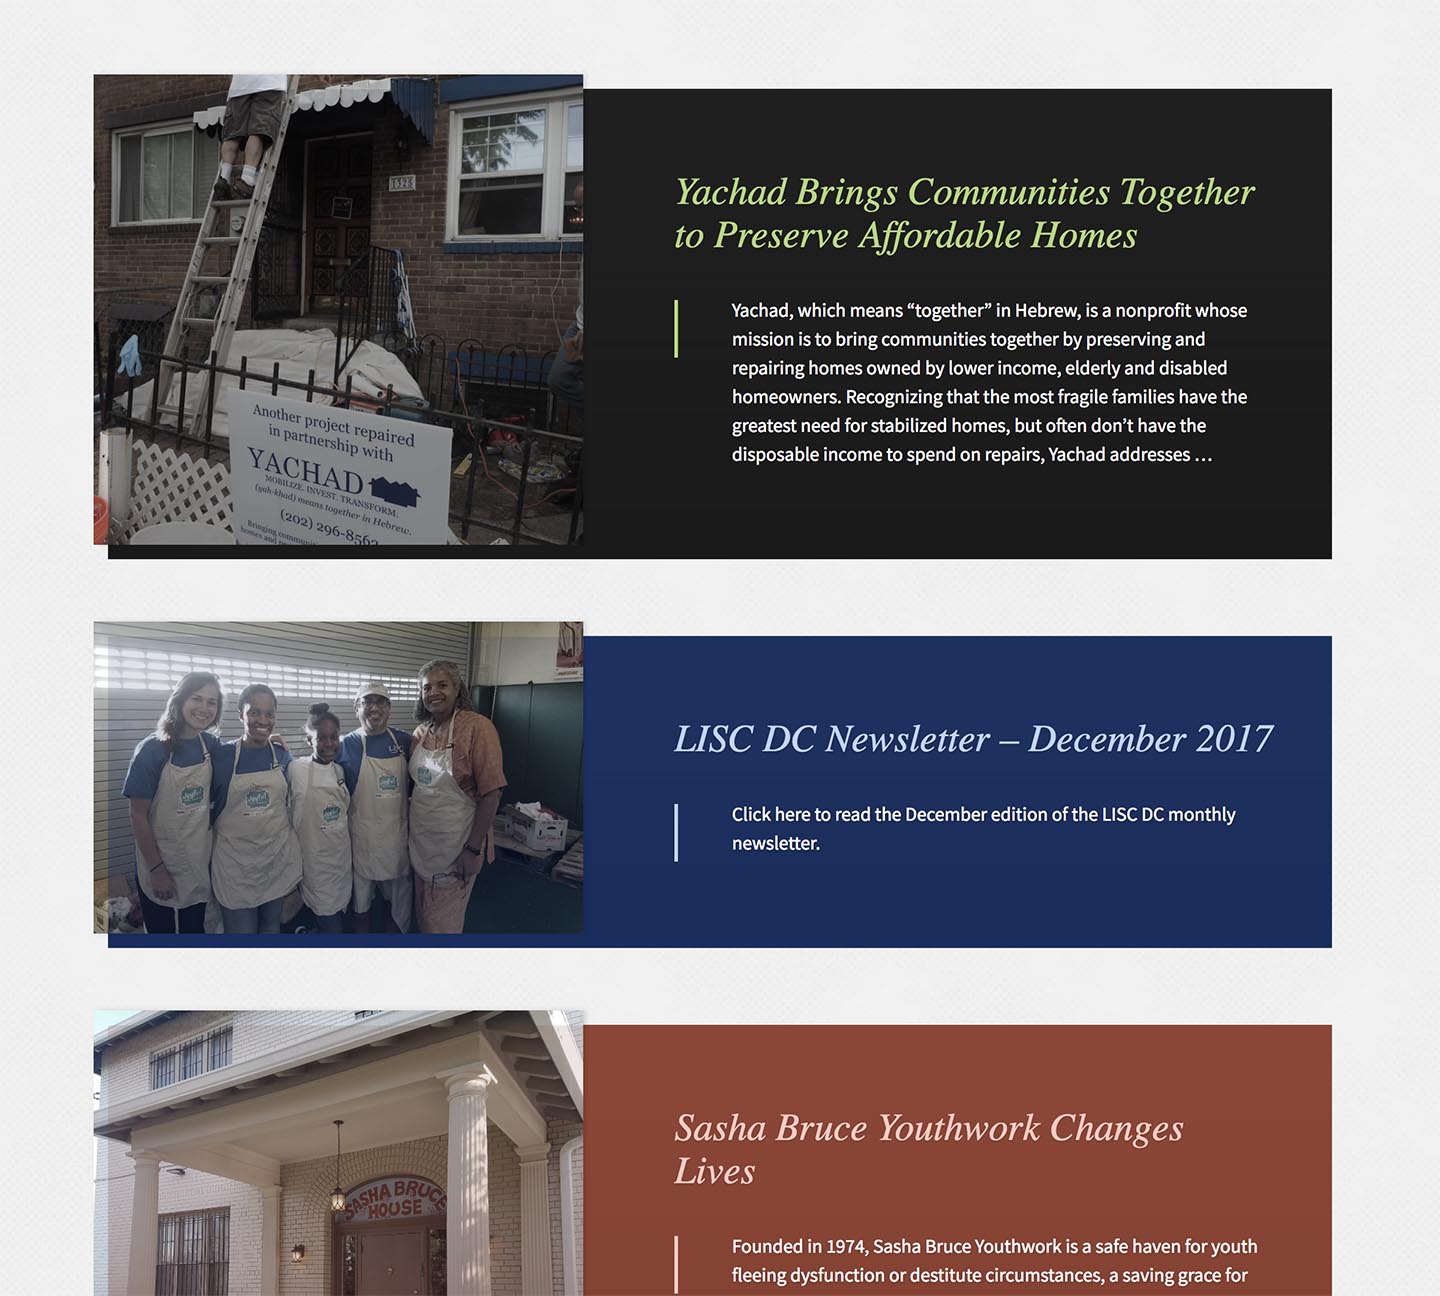 1328
Another project repaired
in partnership with
YACHAD
MOBILIZE. INVEST. TRANSFORM.
(yah-khad) means together in Hebrew.
(202) 296-8562
Bringing
homes and
Yachad Brings Communities Together
to Preserve Affordable Homes
Yachad, which means “together” in Hebrew, is a nonprofit whose
mission is to bring communities together by preserving and
repairing homes owned by lower income, elderly and disabled
homeowners. Recognizing that the most fragile families have the
greatest need for stabilized homes, but often don’t have the
disposable income to spend on repairs, Yachad addresses …
LISC DC Newsletter – December 2017
Click here to read the December edition of the LISC DC monthly
newsletter.
SASHA BRUCE
HOUSE
Sasha Bruce Youthwork Changes
Lives
Founded in 1974, Sasha Bruce Youthwork is a safe haven for youth
fleeing dysfunction or destitute circumstances, a saving grace for